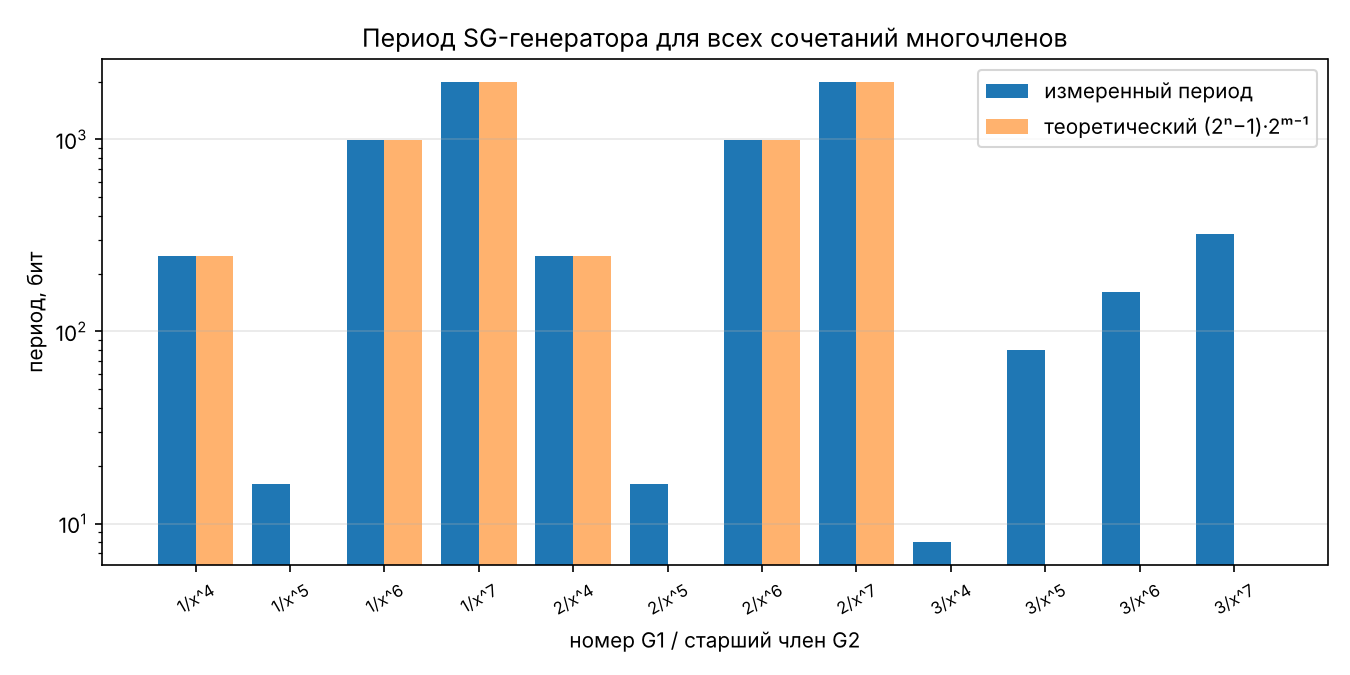 Период SG-генератора для всех сочетаний многочленов
измеренный период
теоретический (2ⁿ−1)·2ᵐ⁻¹
период, бит
10³
10²
10¹
1/x^4 1/x^5 1/x^6 1/x^7 2/x^4 2/x^5 2/x^6 2/x^7 3/x^4 3/x^5 3/x^6 3/x^7
номер G1 / старший член G2